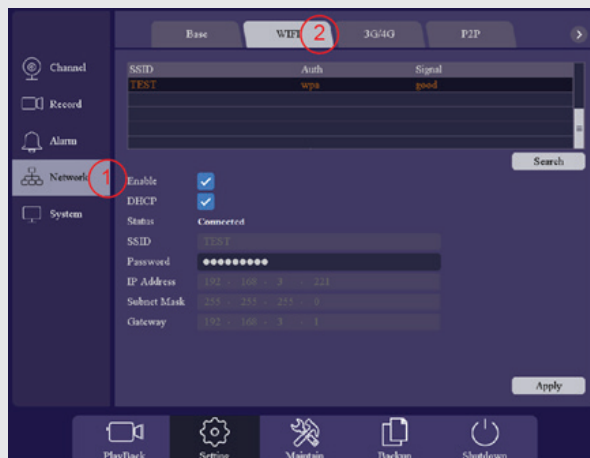 Base WIFI 2 3G/4G P2P
Channel
Record
Alarm
Network 1
System
SSID Auth Signal
TEST wpa good
Search
Enable
DHCP
Status Connected
SSID TEST
Password ●●●●●●●●●
IP Address 192 . 168 . 3 . 221
Subnet Mask 255 . 255 . 255 . 0
Gateway 192 . 168 . 3 . 1
Apply
PlayBack Setting Maintain Backup Shutdown